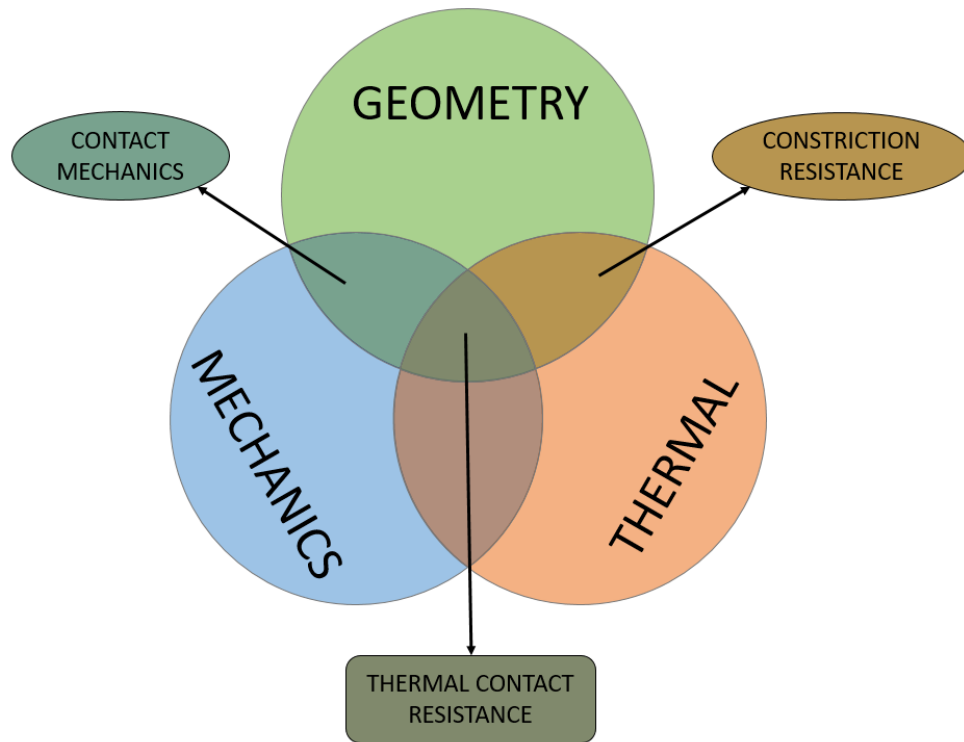 GEOMETRY
CONTACT
MECHANICS
CONSTRICTION
RESISTANCE
MECHANICS
THERMAL
THERMAL CONTACT
RESISTANCE